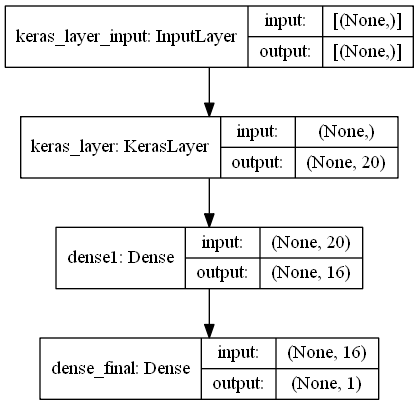 keras_layer_input: InputLayer
input: [(None,)]
output: [(None,)]
keras_layer: KerasLayer
input: (None,)
output: (None, 20)
dense1: Dense
input: (None, 20)
output: (None, 16)
dense_final: Dense
input: (None, 16)
output: (None, 1)